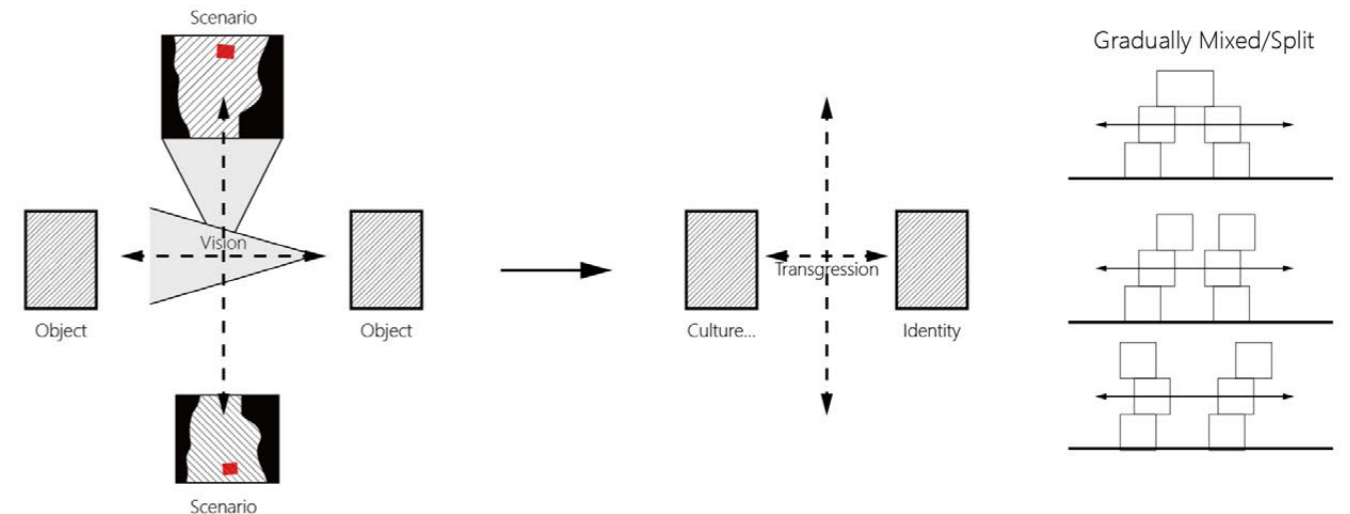 Scenario
Gradually Mixed/Split
Vision
Transgression
Object
Object
Culture...
Identity
Scenario